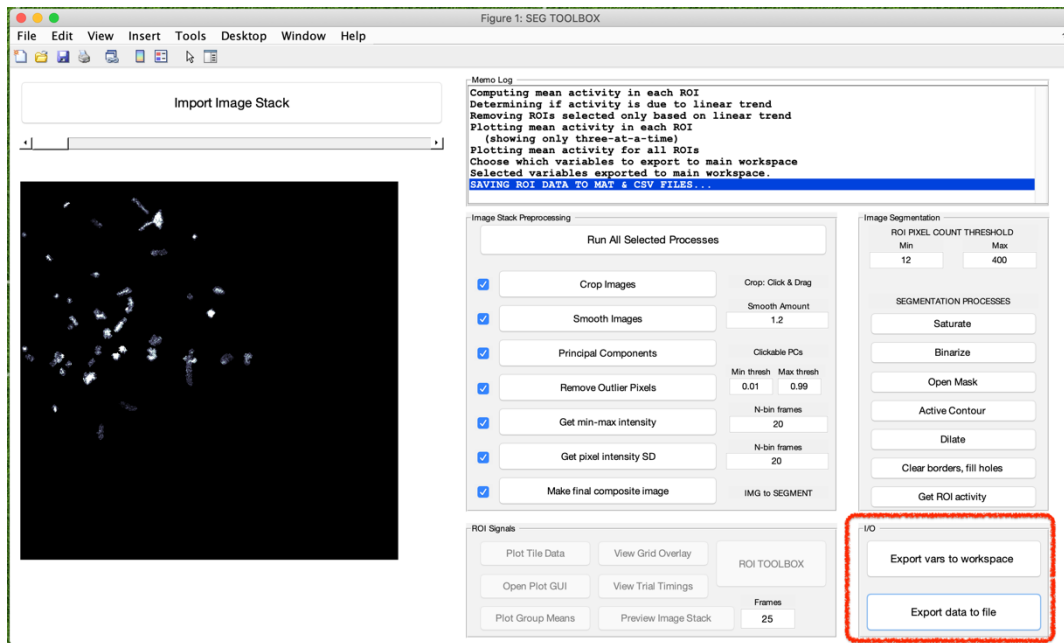 Figure 1: SEG TOOLBOX
File Edit View Insert Tools Desktop Window Help
Import Image Stack
Memo Log
Computing mean activity in each ROI
Determining if activity is due to linear trend
Removing ROIs selected only based on linear trend
Plotting mean activity in each ROI
(showing only three-at-a-time)
Plotting mean activity for all ROIs
Choose which variables to export to main workspace
Selected variables exported to main workspace.
SAVING ROI DATA TO MAT & CSV FILES...
Image Stack Preprocessing
Run All Selected Processes
Crop Images
Crop: Click & Drag
Smooth Images
Smooth Amount
1.2
Principal Components
Clickable PCs
Remove Outlier Pixels
Min thresh Max thresh
0.01 0.99
Get min-max intensity
N-bin frames
20
Get pixel intensity SD
N-bin frames
20
Make final composite image
IMG to SEGMENT
Image Segmentation
ROI PIXEL COUNT THRESHOLD
Min Max
12 400
SEGMENTATION PROCESSES
Saturate
Binarize
Open Mask
Active Contour
Dilate
Clear borders, fill holes
Get ROI activity
ROI Signals
Plot Tile Data View Grid Overlay
ROI TOOLBOX
Open Plot GUI View Trial Timings
Plot Group Means Preview Image Stack
Frames
25
I/O
Export vars to workspace
Export data to file